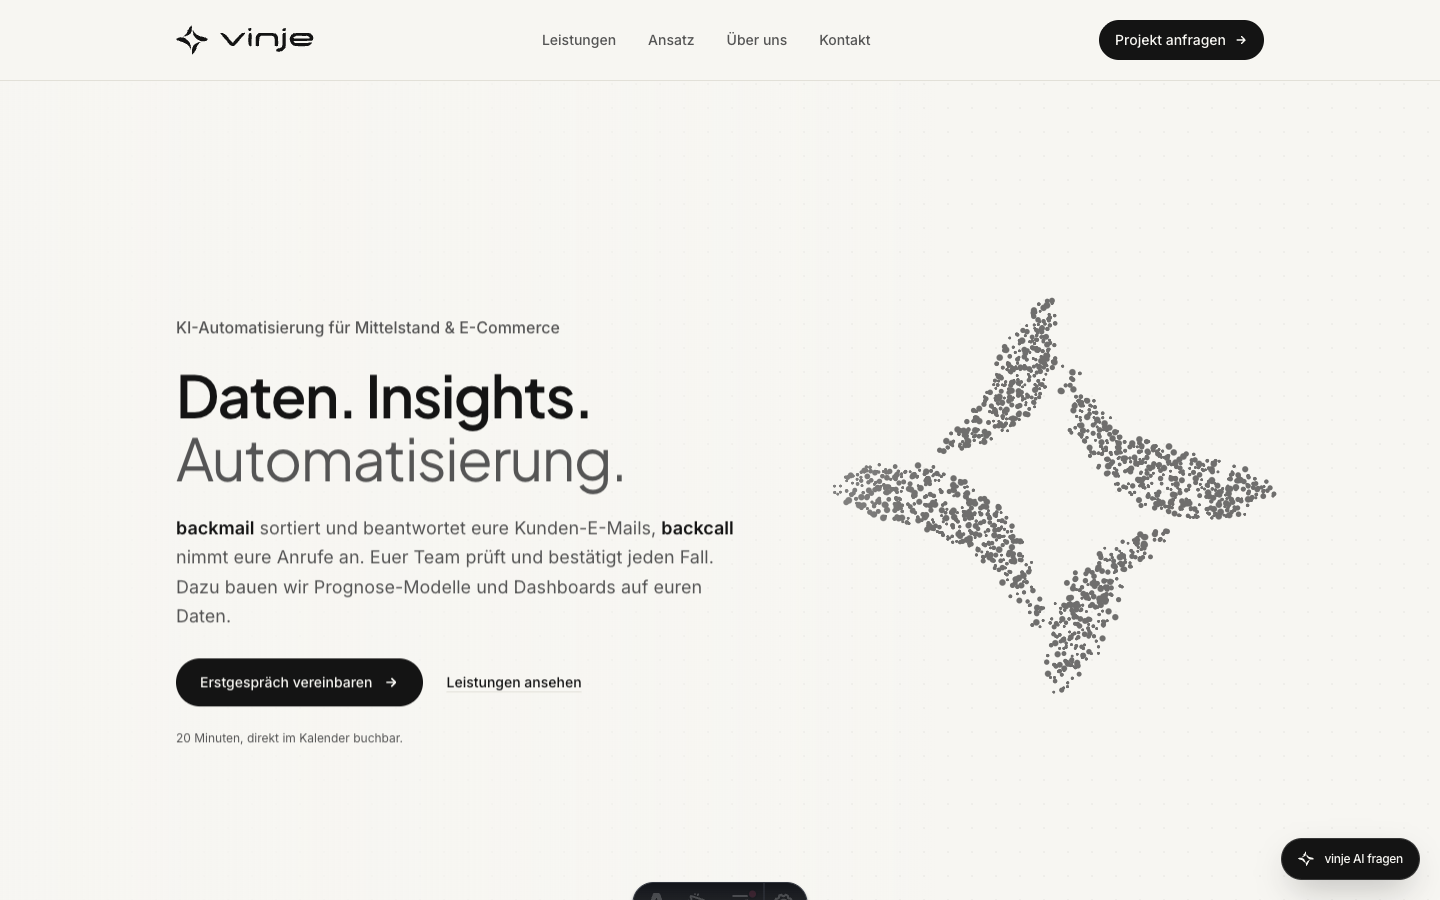 vinje
Leistungen
Ansatz
Über uns
Kontakt
Projekt anfragen
KI-Automatisierung für Mittelstand & E-Commerce
Daten. Insights.
Automatisierung.
backmail sortiert und beantwortet eure Kunden-E-Mails, backcall
nimmt eure Anrufe an. Euer Team prüft und bestätigt jeden Fall.
Dazu bauen wir Prognose-Modelle und Dashboards auf euren
Daten.
Erstgespräch vereinbaren
Leistungen ansehen
20 Minuten, direkt im Kalender buchbar.
vinje AI fragen